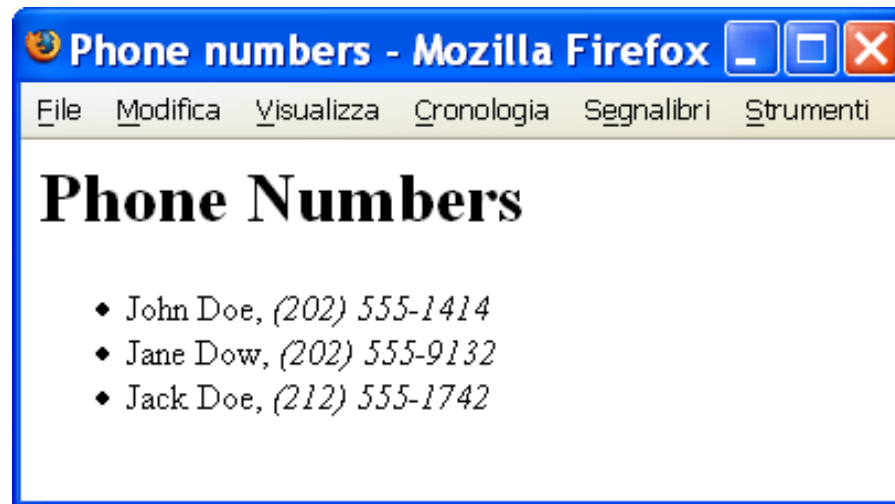 Phone numbers - Mozilla Firefox
File Modifica Visualizza Cronologia Segnalibri Strumenti
Phone Numbers
John Doe, (202) 555-1414
Jane Dow, (202) 555-9132
Jack Doe, (212) 555-1742